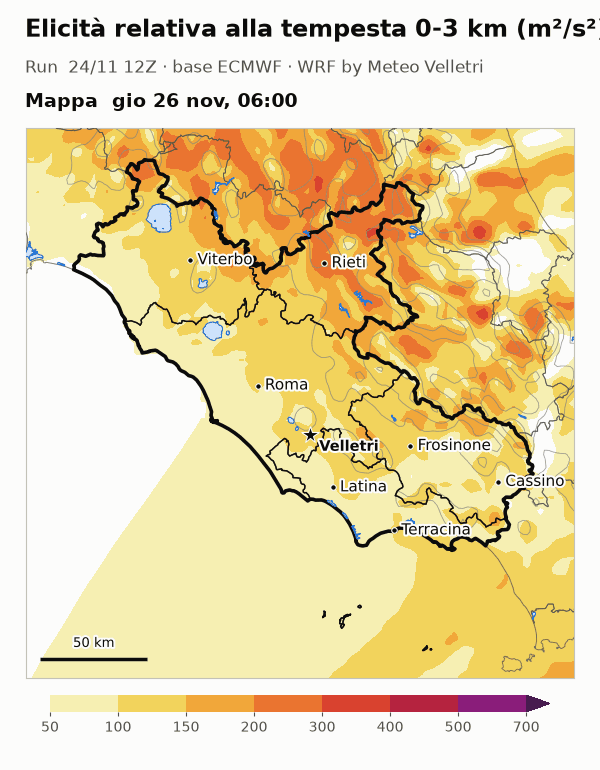 Elicità relativa alla tempesta 0-3 km (m²/s²)
Run  24/11 12Z · base ECMWF · WRF by Meteo Velletri
Mappa  gio 26 nov, 06:00
Viterbo
Rieti
Roma
Velletri
Frosinone
Latina
Cassino
Terracina
50 km
50 100 150 200 300 400 500 700